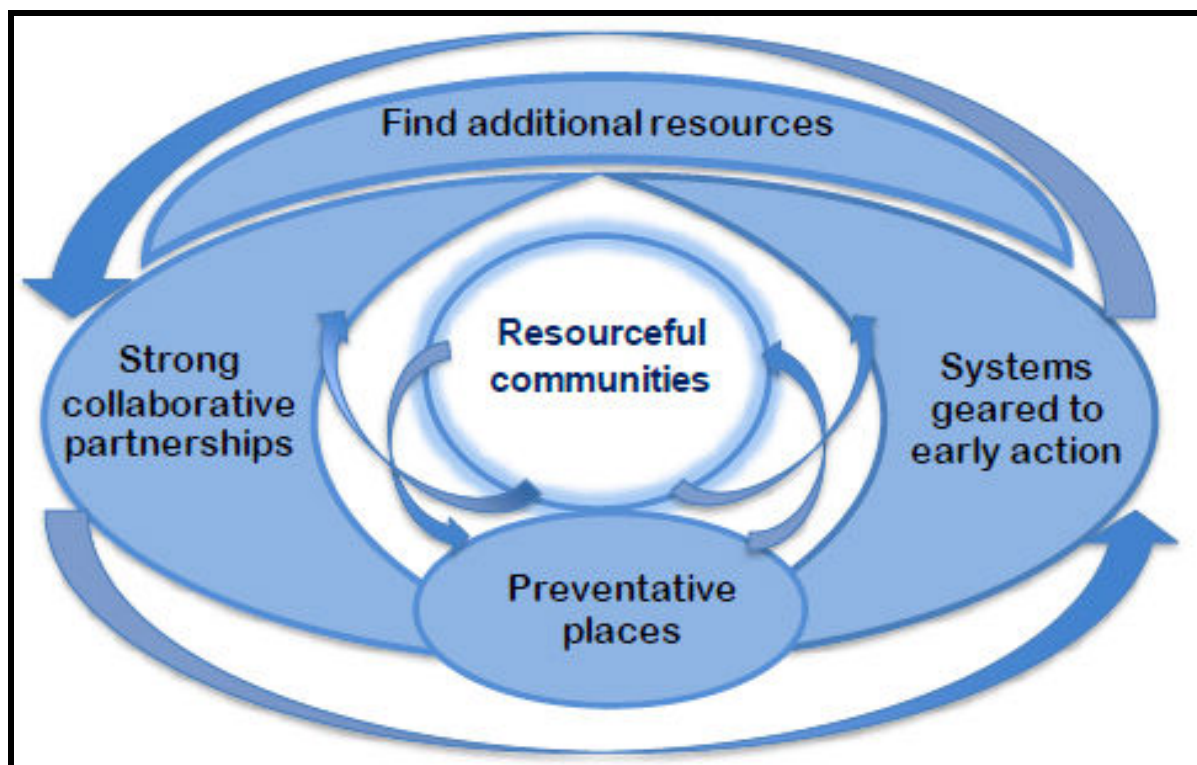 Find additional resources
Resourceful
communities
Strong
collaborative
partnerships
Systems
geared to
early action
Preventative
places